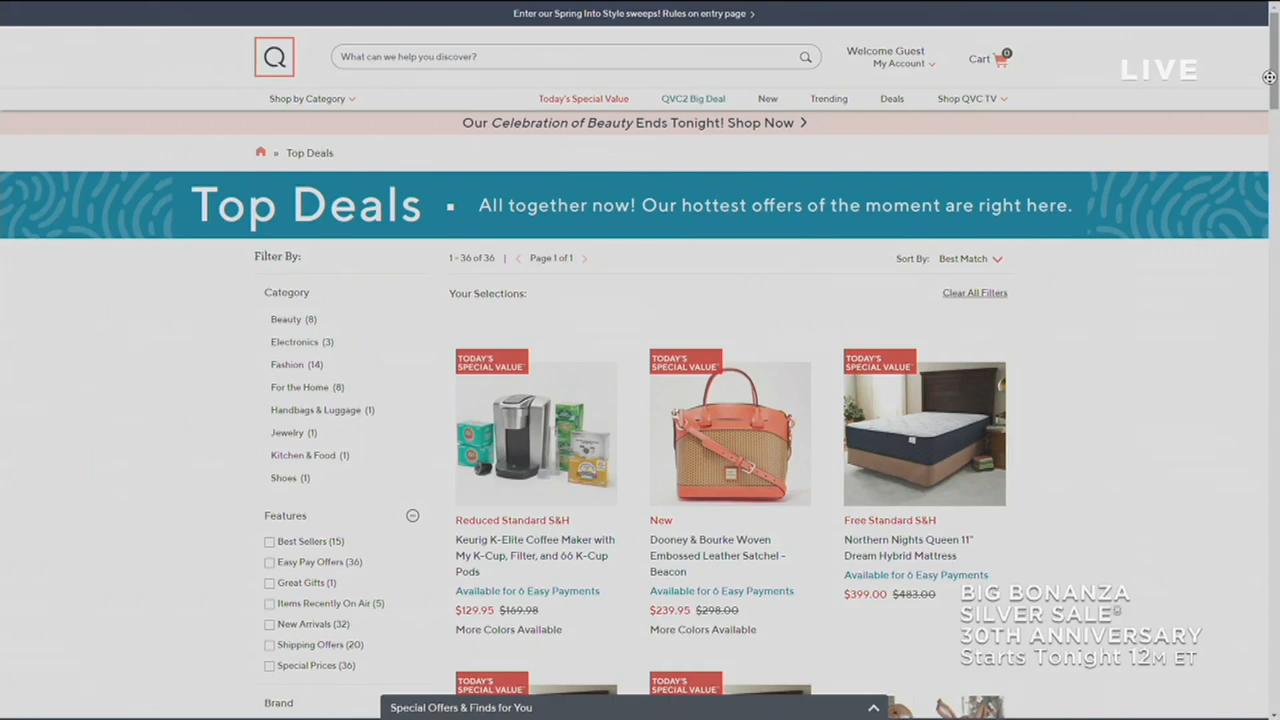 Enter our Spring Into Style sweeps! Rules on entry page >
Q
What can we help you discover?
Welcome Guest
My Account
Cart 0
LIVE
Shop by Category
Today's Special Value
QVC2 Big Deal
New
Trending
Deals
Shop QVC TV
Our Celebration of Beauty Ends Tonight! Shop Now >
» Top Deals
Top Deals ▪ All together now! Our hottest offers of the moment are right here.
Filter By:
1 - 36 of 36 | < Page 1 of 1 >
Sort By: Best Match
Category
Your Selections:
Clear All Filters
Beauty (8)
Electronics (3)
Fashion (14)
For the Home (8)
Handbags & Luggage (1)
Jewelry (1)
Kitchen & Food (1)
Shoes (1)
Features
Best Sellers (15)
Easy Pay Offers (36)
Great Gifts (1)
Items Recently On Air (5)
New Arrivals (32)
Shipping Offers (20)
Special Prices (36)
Brand
TODAY'S
SPECIAL VALUE
Reduced Standard S&H
Keurig K-Elite Coffee Maker with
My K-Cup, Filter, and 66 K-Cup
Pods
Available for 6 Easy Payments
$129.95 $169.98
More Colors Available
TODAY'S
SPECIAL VALUE
New
Dooney & Bourke Woven
Embossed Leather Satchel -
Beacon
Available for 6 Easy Payments
$239.95 $298.00
More Colors Available
TODAY'S
SPECIAL VALUE
Free Standard S&H
Northern Nights Queen 11"
Dream Hybrid Mattress
Available for 6 Easy Payments
$399.00 $483.00
BIG BONANZA
SILVER SALE®
30TH ANNIVERSARY
Starts Tonight 12M ET
TODAY'S
SPECIAL VALUE
TODAY'S
SPECIAL VALUE
Special Offers & Finds for You